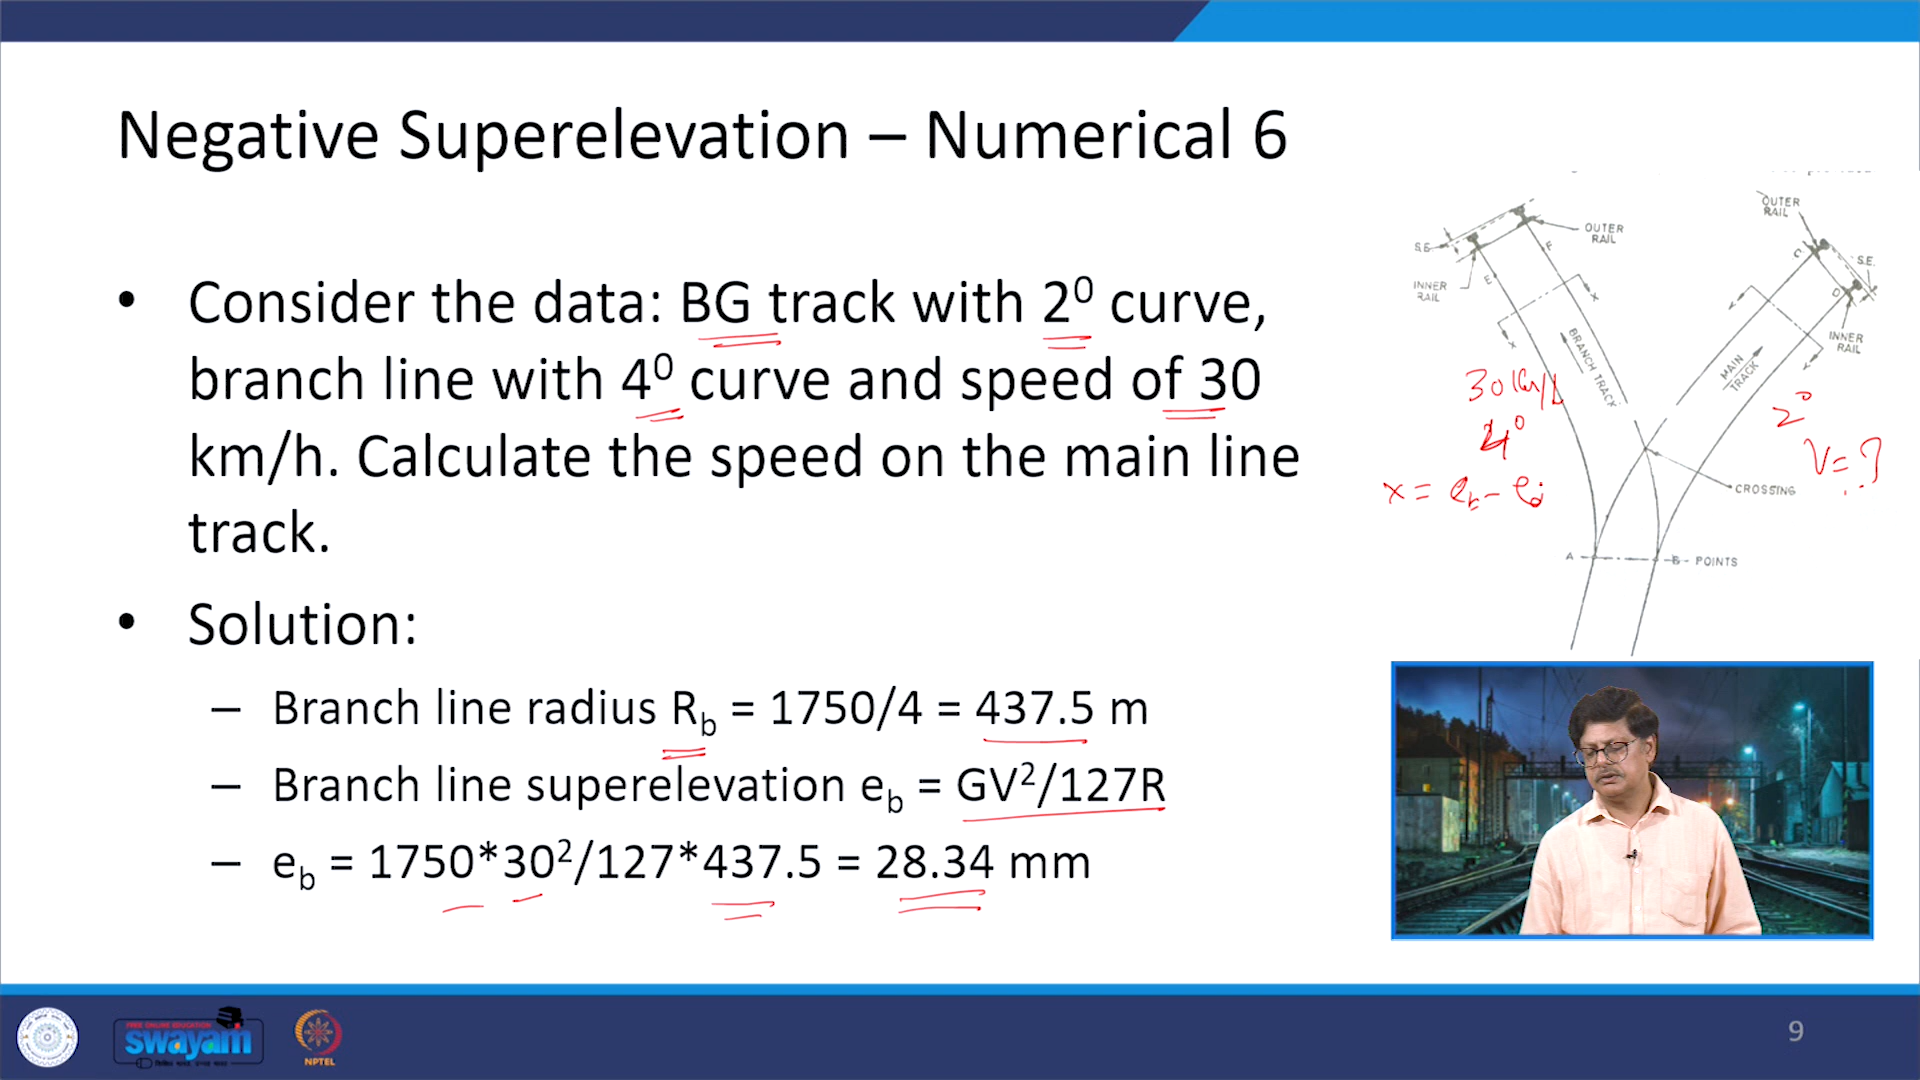 Negative Superelevation – Numerical 6
• Consider the data: BG track with 2⁰ curve,
branch line with 4⁰ curve and speed of 30
km/h. Calculate the speed on the main line
track.
• Solution:
– Branch line radius R_b = 1750/4 = 437.5 m
– Branch line superelevation e_b = GV²/127R
– e_b = 1750*30²/127*437.5 = 28.34 mm
OUTER
RAIL
S.E.
F
E
INNER
RAIL
X
X
BRANCH TRACK
OUTER
RAIL
C
S.E.
D
INNER
RAIL
MAIN
TRACK
30 km/h
4⁰
2⁰
V = ?
CROSSING
A
B
POINTS
FREE ONLINE EDUCATION
swayam
NPTEL
9